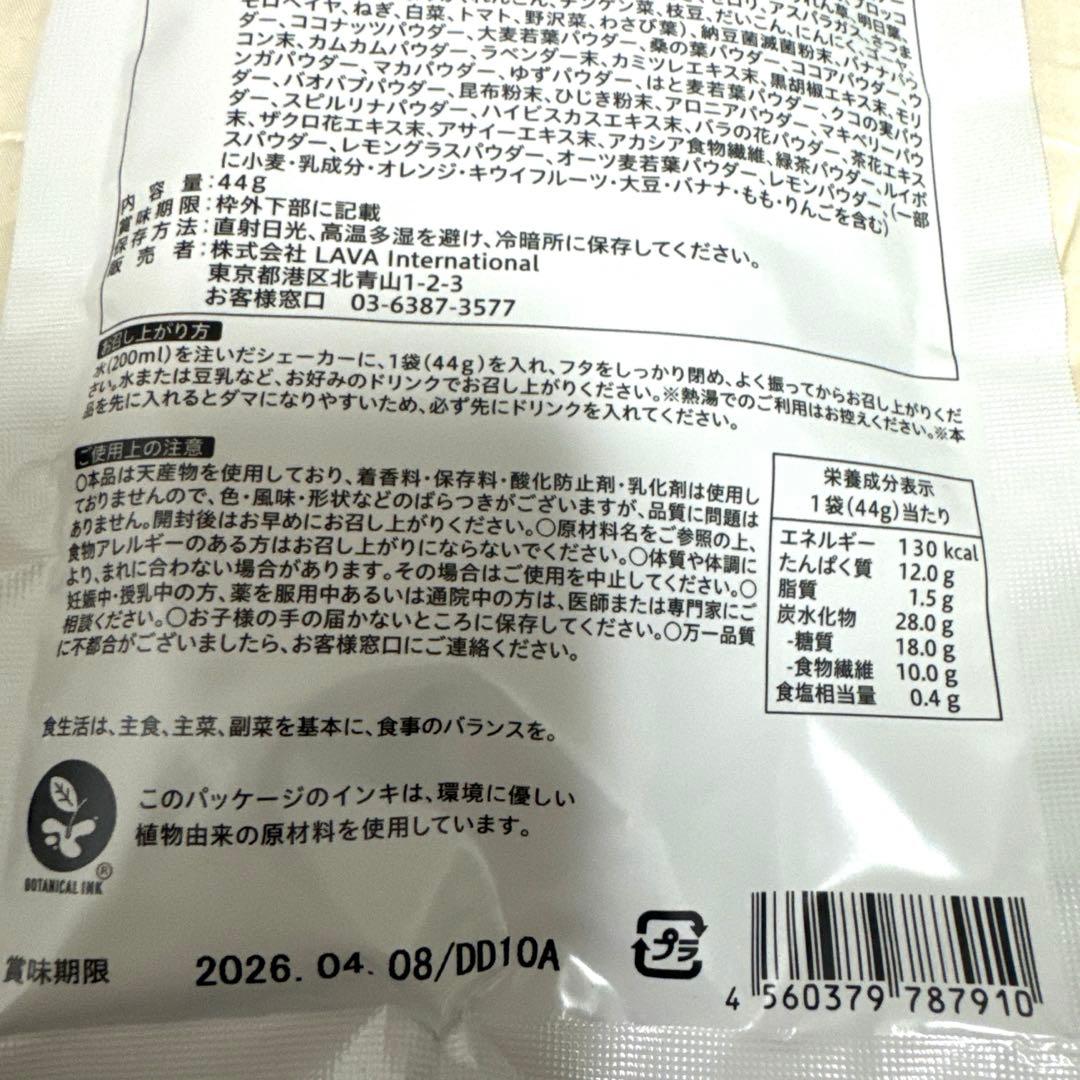 れん草、明日葉、
れんこん、チンゲン菜、枝豆、だいこん、にんにく、ゴーヤ、
モロヘイヤ、ねぎ、白菜、トマト、野沢菜、わさび葉)、納豆菌滅菌粉末、バナナパウ
ダー、ココナッツパウダー、大麦若葉パウダー、桑の葉パウダー、ココアパウダー、ウ
コン末、カムカムパウダー、ラベンダー末、カミツレエキス末、黒胡椒エキス末、モリ
ンガパウダー、マカパウダー、ゆずパウダー、はと麦若葉パウダー、クコの実パウ
ダー、バオバブパウダー、昆布粉末、ひじき粉末、アロニアパウダー、マキベリーパウ
ダー、スピルリナパウダー、ハイビスカスエキス末、バラの花パウダー、茶花エキス
末、ザクロ花エキス末、アサイーエキス末、アカシア食物繊維、緑茶パウダー、ルイボ
スパウダー、レモングラスパウダー、オーツ麦若葉パウダー、レモンパウダー、(一部
に小麦・乳成分・オレンジ・キウイフルーツ・大豆・バナナ・もも・りんごを含む)
内容量:44g
賞味期限:枠外下部に記載
保存方法:直射日光、高温多湿を避け、冷暗所に保存してください。
販売者:株式会社 LAVA International
東京都港区北青山1-2-3
お客様窓口 03-6387-3577
お召し上がり方
水(200ml)を注いだシェーカーに、1袋(44g)を入れ、フタをしっかり閉め、よく振ってからお召し上がりくだ
さい。水または豆乳など、お好みのドリンクでお召し上がりください。※熱湯でのご利用はお控えください。※本
品を先に入れるとダマになりやすいため、必ず先にドリンクを入れてください。
ご使用上の注意
〇本品は天産物を使用しており、着香料・保存料・酸化防止剤・乳化剤は使用し
ておりませんので、色・風味・形状などのばらつきがございますが、品質に問題は
ありません。開封後はお早めにお召し上がりください。〇原材料名をご参照の上、
食物アレルギーのある方はお召し上がりにならないでください。〇体質や体調に
より、まれに合わない場合があります。その場合はご使用を中止してください。〇
妊娠中・授乳中の方、薬を服用中あるいは通院中の方は、医師または専門家にご
相談ください。〇お子様の手の届かないところに保存してください。〇万一品質
に不都合がございましたら、お客様窓口にご連絡ください。
栄養成分表示
1袋(44g)当たり
エネルギー 130 kcal
たんぱく質 12.0 g
脂質 1.5 g
炭水化物 28.0 g
-糖質 18.0 g
-食物繊維 10.0 g
食塩相当量 0.4 g
食生活は、主食、主菜、副菜を基本に、食事のバランスを。
このパッケージのインキは、環境に優しい
植物由来の原材料を使用しています。
BOTANICAL INK ®
賞味期限 2026.04.08/DD10A
プラ
4 560379 787910